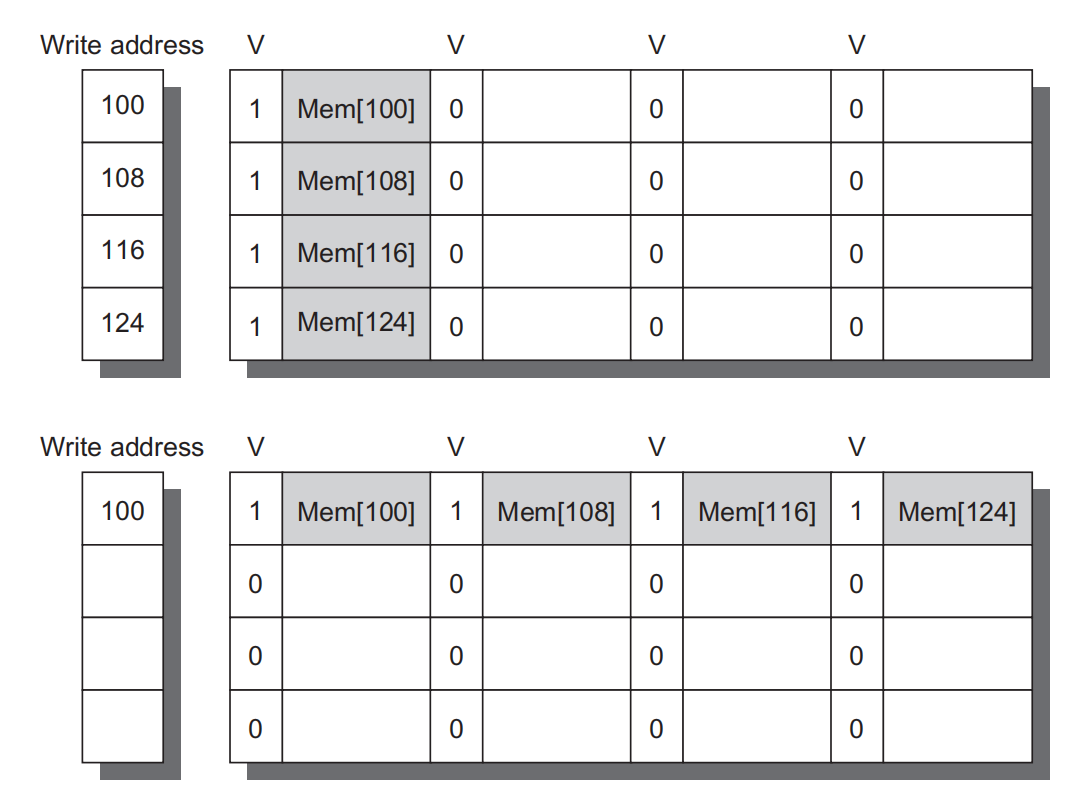 Write address V V V V
100 1 Mem[100] 0 0 0
108 1 Mem[108] 0 0 0
116 1 Mem[116] 0 0 0
124 1 Mem[124] 0 0 0
Write address V V V V
100 1 Mem[100] 1 Mem[108] 1 Mem[116] 1 Mem[124]
0 0 0 0
0 0 0 0
0 0 0 0